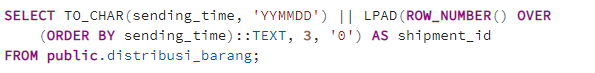 SELECT TO_CHAR(sending_time, 'YYMMDD') || LPAD(ROW_NUMBER() OVER
(ORDER BY sending_time)::TEXT, 3, '0') AS shipment_id
FROM public.distribusi_barang;